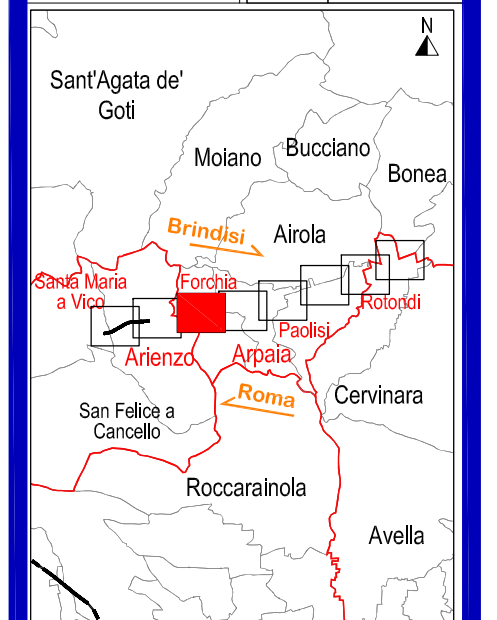 N
Sant'Agata de'
Goti
Moiano
Bucciano
Bonea
Brindisi
Airola
Santa Maria
a Vico
Forchia
Rotondi
Paolisi
Arienzo
Arpaia
Roma
Cervinara
San Felice a
Cancello
Roccarainola
Avella